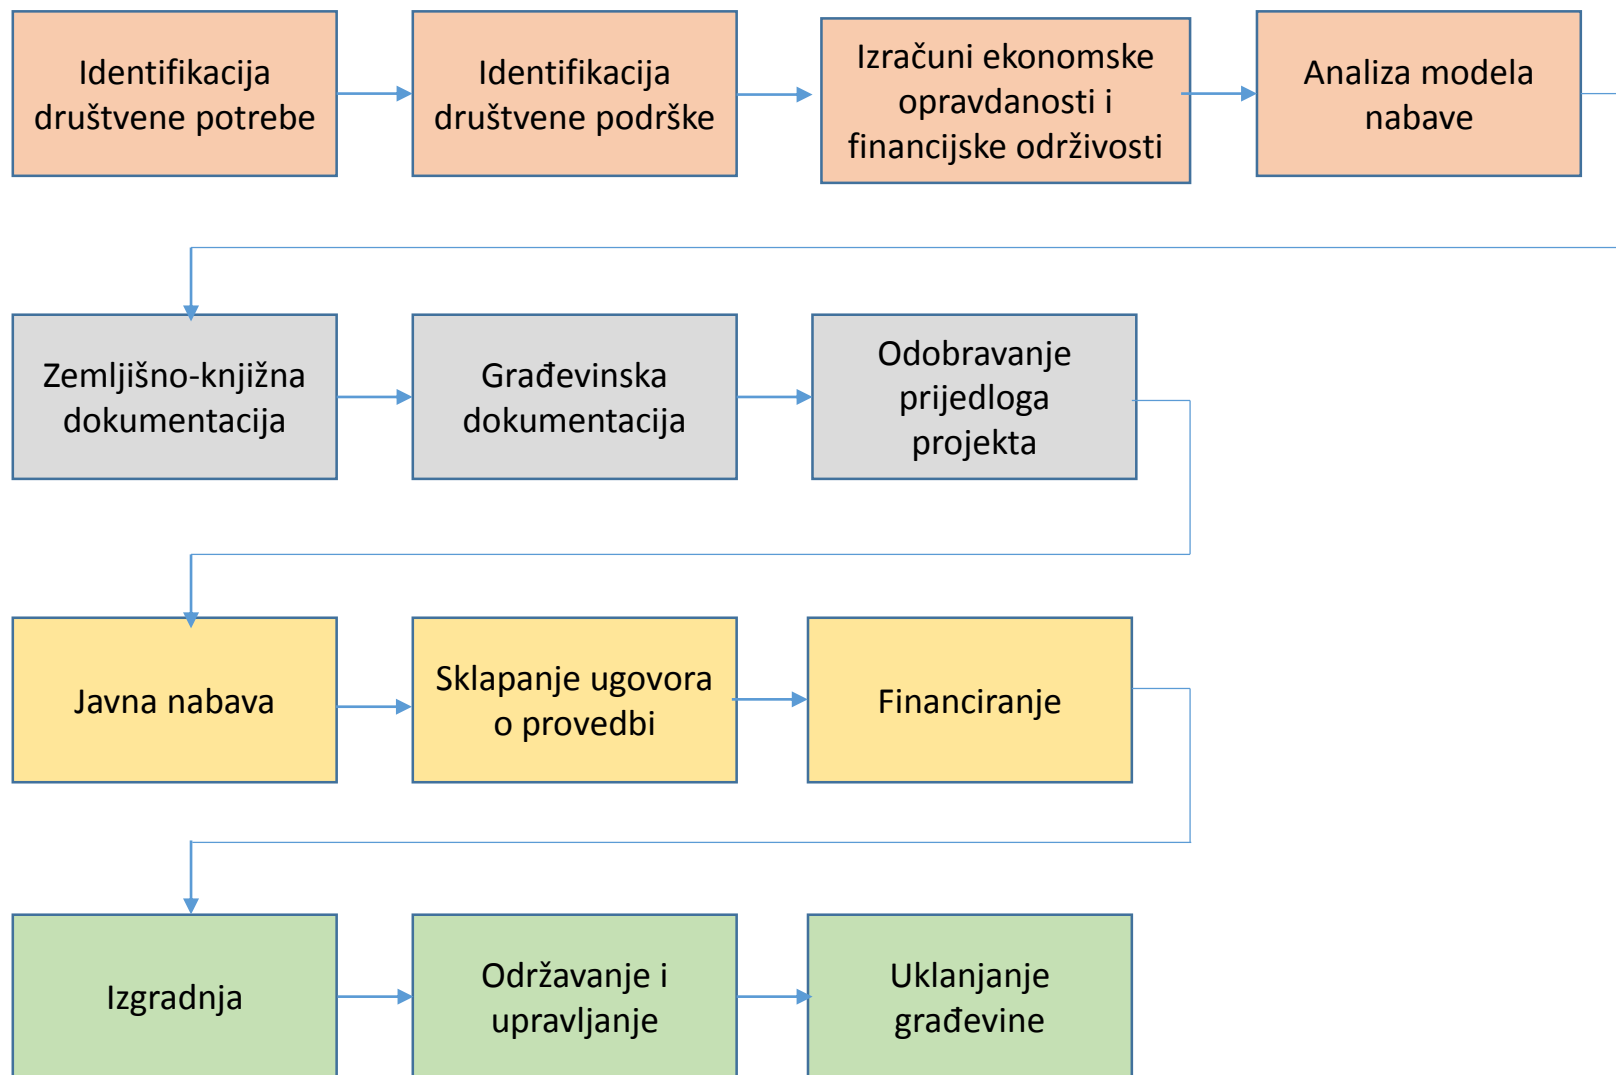 Identifikacija
društvene potrebe
Identifikacija
društvene podrške
Izračuni ekonomske
opravdanosti i
financijske održivosti
Analiza modela
nabave
Zemljišno-knjižna
dokumentacija
Građevinska
dokumentacija
Odobravanje
prijedloga
projekta
Javna nabava
Sklapanje ugovora
o provedbi
Financiranje
Izgradnja
Održavanje i
upravljanje
Uklanjanje
građevine